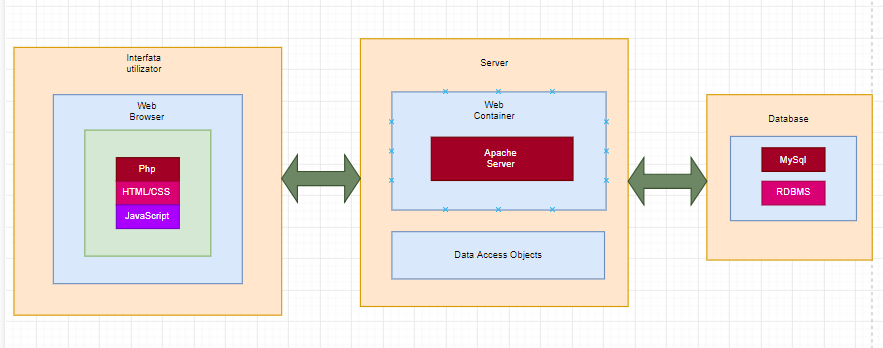 Interfata
utilizator
Web
Browser
Php
HTML/CSS
JavaScript
Server
Web
Container
Apache
Server
Data Access Objects
Database
MySql
RDBMS